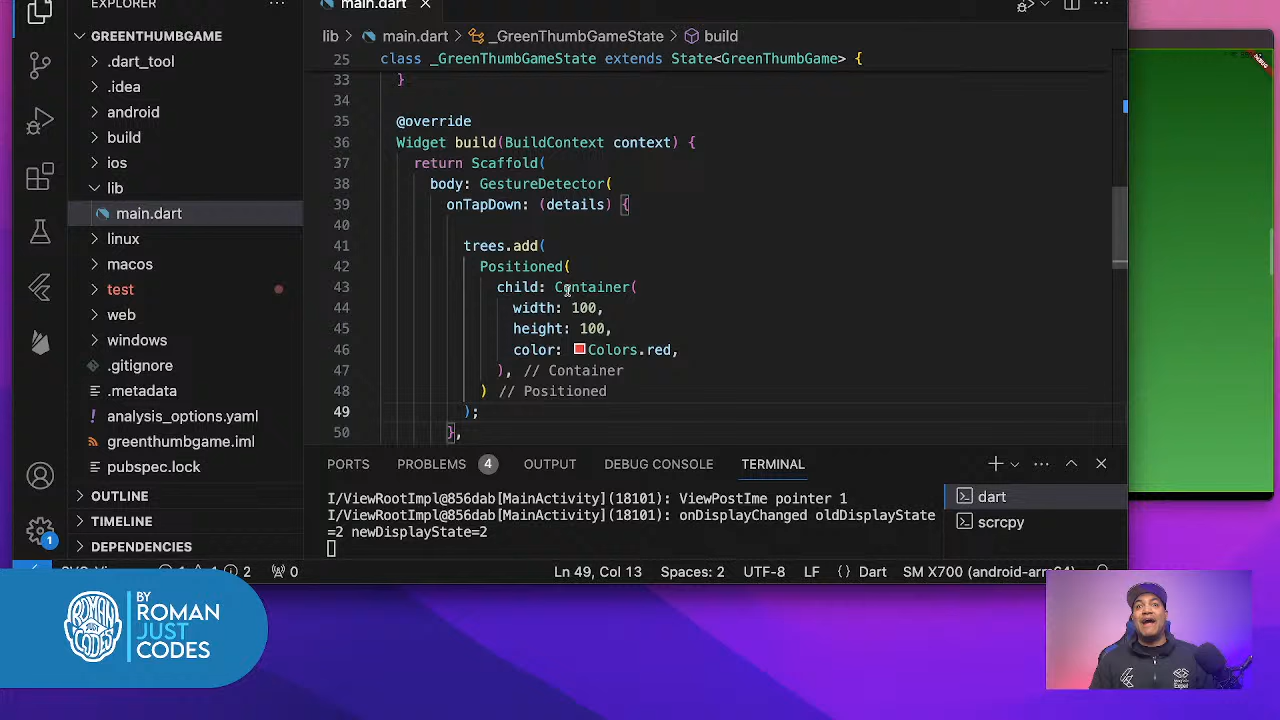 EXPLORER
main.dart
GREENTHUMBGAME
.dart_tool
.idea
android
build
ios
lib
main.dart
linux
macos
test
web
windows
.gitignore
.metadata
analysis_options.yaml
greenthumbgame.iml
pubspec.lock
OUTLINE
TIMELINE
DEPENDENCIES
1
lib > main.dart > _GreenThumbGameState > build
25 class _GreenThumbGameState extends State<GreenThumbGame> {
33 }
34
35 @override
36 Widget build(BuildContext context) {
37 return Scaffold(
38 body: GestureDetector(
39 onTapDown: (details) {
40
41 trees.add(
42 Positioned(
43 child: Container(
44 width: 100,
45 height: 100,
46 color: Colors.red,
47 ), // Container
48 ) // Positioned
49 );
50 },
PORTS PROBLEMS 4 OUTPUT DEBUG CONSOLE TERMINAL
I/ViewRootImpl@856dab[MainActivity](18101): ViewPostIme pointer 1
I/ViewRootImpl@856dab[MainActivity](18101): onDisplayChanged oldDisplayState
=2 newDisplayState=2
dart
scrcpy
2 0 Ln 49, Col 13 Spaces: 2 UTF-8 LF {} Dart SM X700 (android-arm64)
BY
ROMAN
JUST
CODES
ROMAN
JUST
CODES